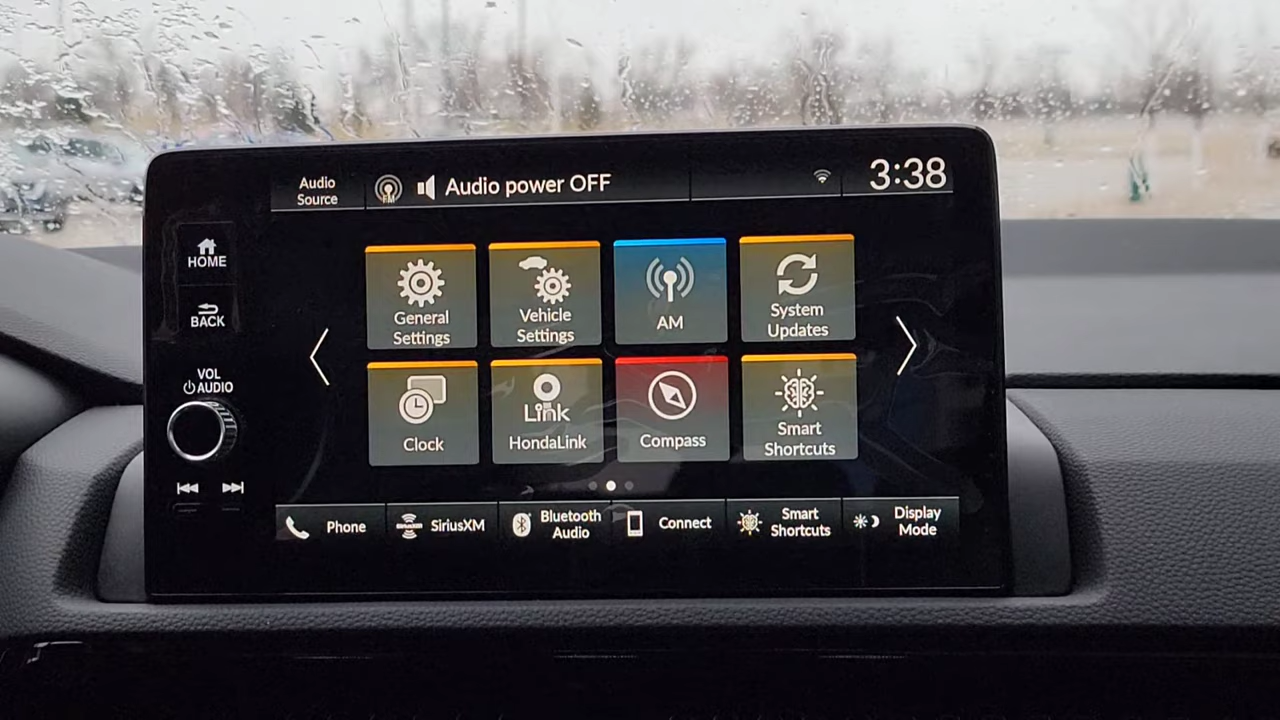 Audio
Source
FM
Audio power OFF
3:38
HOME
BACK
VOL
AUDIO
General
Settings
Vehicle
Settings
AM
System
Updates
Clock
Link
HondaLink
Compass
Smart
Shortcuts
Phone
SiriusXM
Bluetooth
Audio
Connect
Smart
Shortcuts
Display
Mode